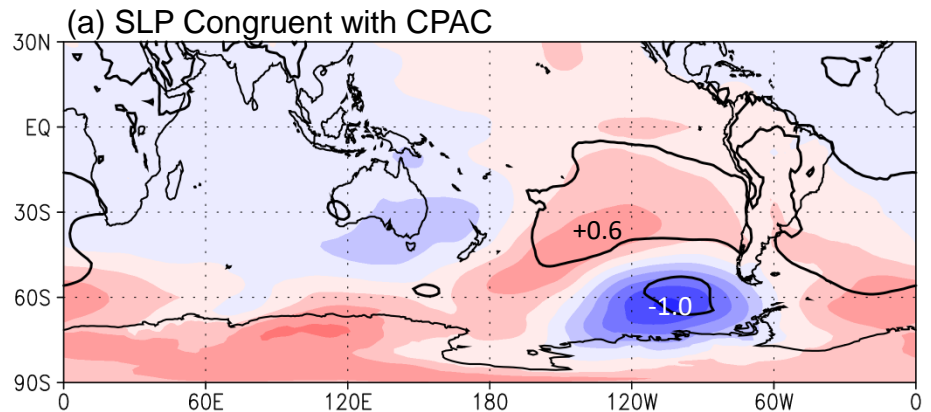 (a) SLP Congruent with CPAC
30N
EQ
30S
+0.6
60S
-1.0
90S
0 60E 120E 180 120W 60W 0